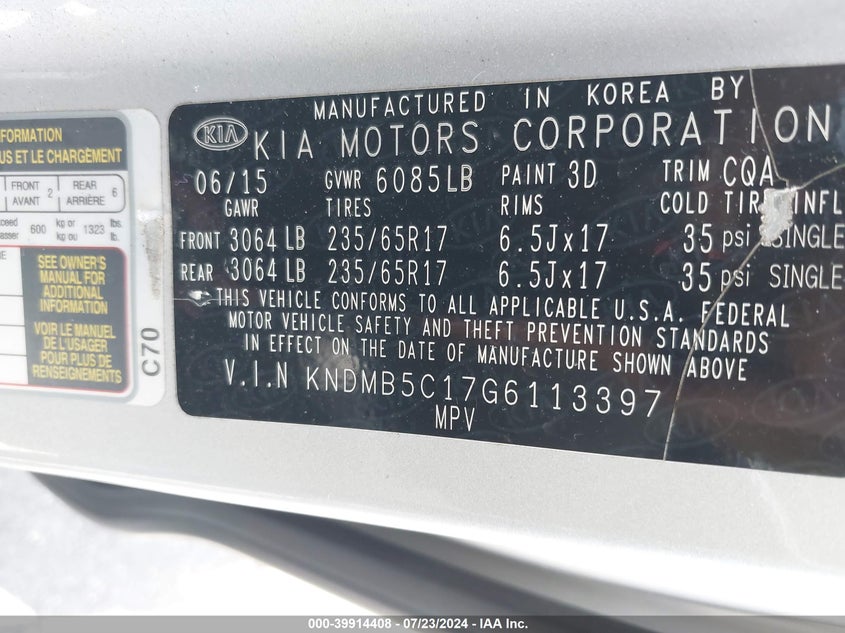 MANUFACTURED IN KOREA BY
KIA KIA MOTORS CORPORATION
06/15 GVWR 6085LB PAINT 3D TRIM CQA
GAWR TIRES RIMS COLD TIRE INFL
FRONT 3064 LB 235/65R17 6.5Jx17 35 psi SINGLE
REAR 3064 LB 235/65R17 6.5Jx17 35 psi SINGLE
THIS VEHICLE CONFORMS TO ALL APPLICABLE U.S.A. FEDERAL
MOTOR VEHICLE SAFETY AND THEFT PREVENTION STANDARDS
IN EFFECT ON THE DATE OF MANUFACTURE SHOWN ABOVE
V.I.N KNDMB5C17G6113397
MPV
FORMATION
US ET LE CHARGEMENT
FRONT 2 REAR 6
AVANT ARRIÈRE
600 kg or 1323 lbs.
kg ou lb.
SEE OWNER'S
MANUAL FOR
ADDITIONAL
INFORMATION
VOIR LE MANUEL
DE L'USAGER
POUR PLUS DE
RENSEIGNEMENTS
C70
000-39914408 - 07/23/2024 - IAAI.COM